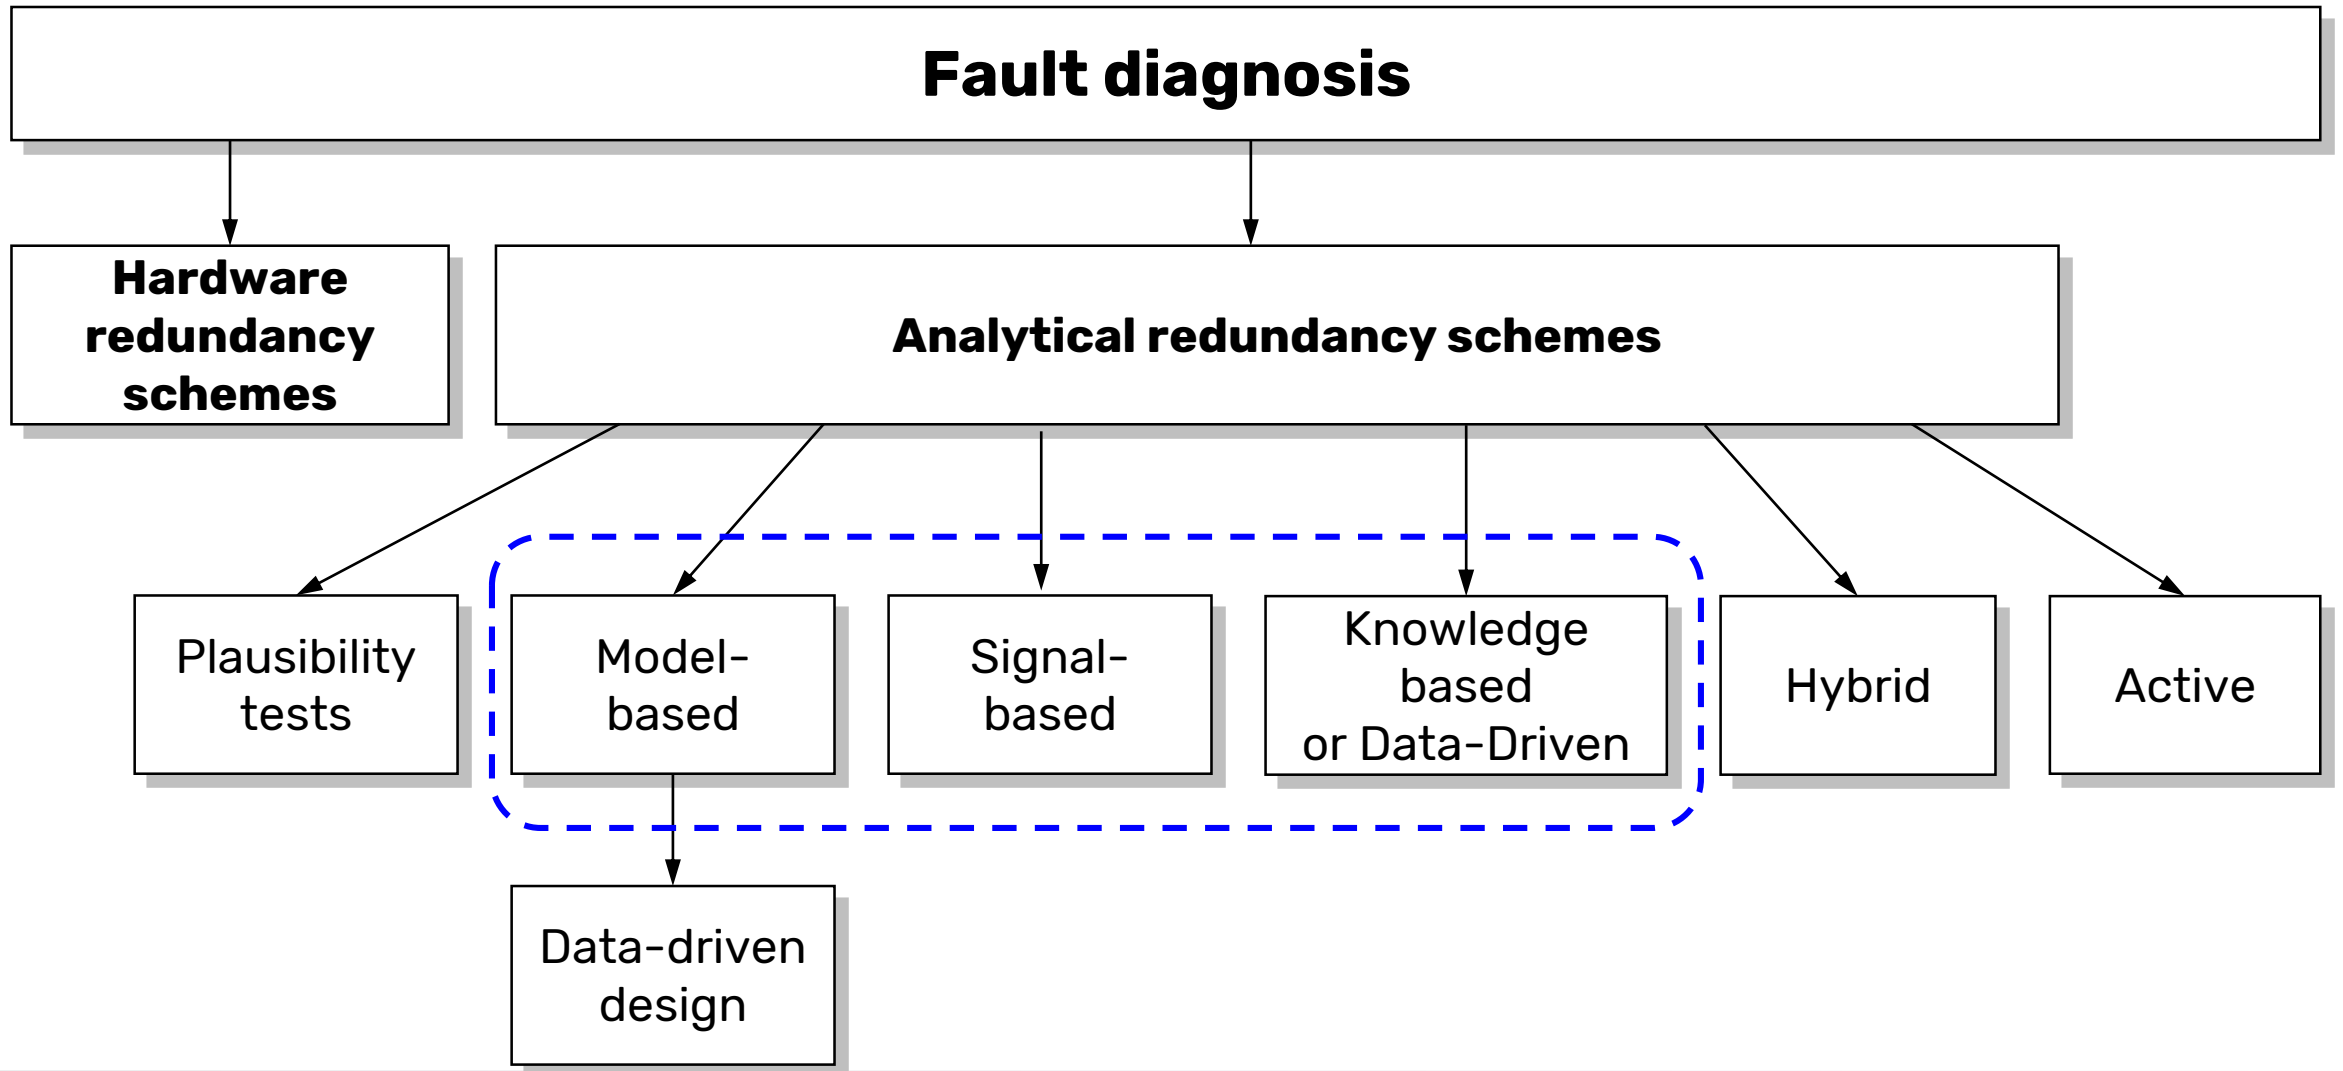 Fault diagnosis
Hardware
redundancy
schemes
Analytical redundancy schemes
Plausibility
tests
Model-
based
Signal-
based
Knowledge
based
or Data-Driven
Hybrid
Active
Data-driven
design